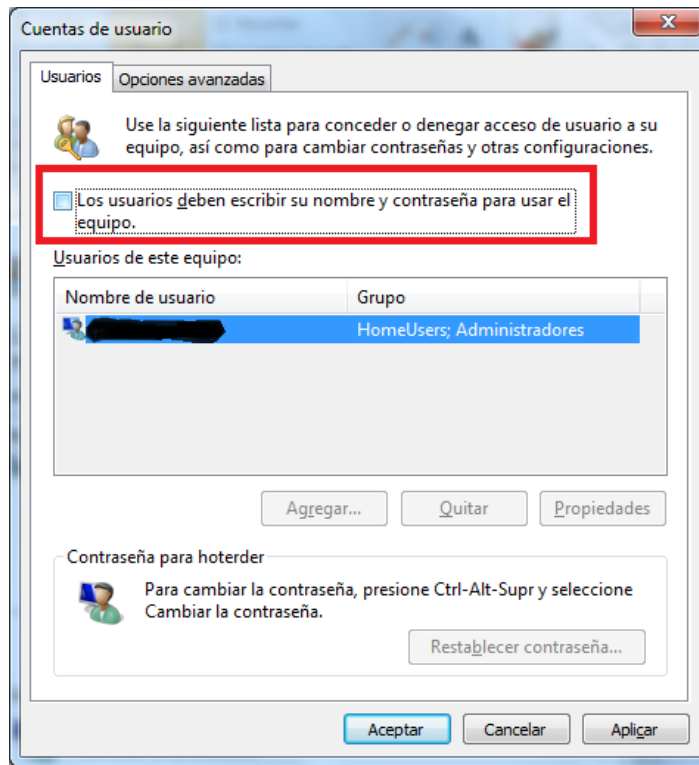 Cuentas de usuario
Usuarios
Opciones avanzadas
Use la siguiente lista para conceder o denegar acceso de usuario a su
equipo, así como para cambiar contraseñas y otras configuraciones.
Los usuarios deben escribir su nombre y contraseña para usar el
equipo.
Usuarios de este equipo:
Nombre de usuario
Grupo
HomeUsers; Administradores
Agregar...
Quitar
Propiedades
Contraseña para hoterder
Para cambiar la contraseña, presione Ctrl-Alt-Supr y seleccione
Cambiar la contraseña.
Restablecer contraseña...
Aceptar
Cancelar
Aplicar